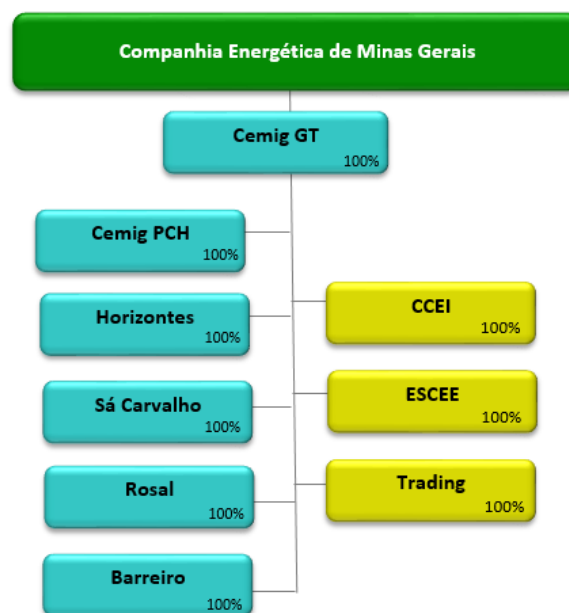 Companhia Energética de Minas Gerais
Cemig GT
100%
Cemig PCH
100%
Horizontes
100%
Sá Carvalho
100%
Rosal
100%
Barreiro
100%
CCEI
100%
ESCEE
100%
Trading
100%